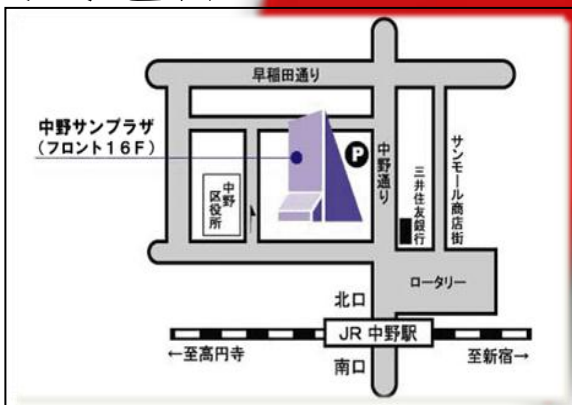 早稲田通り
中野サンプラザ
(フロント16F)
P
中野通り
三井住友銀行
サンモール商店街
中野
区役所
ロータリー
北口
JR 中野駅
←至高円寺
至新宿→
南口